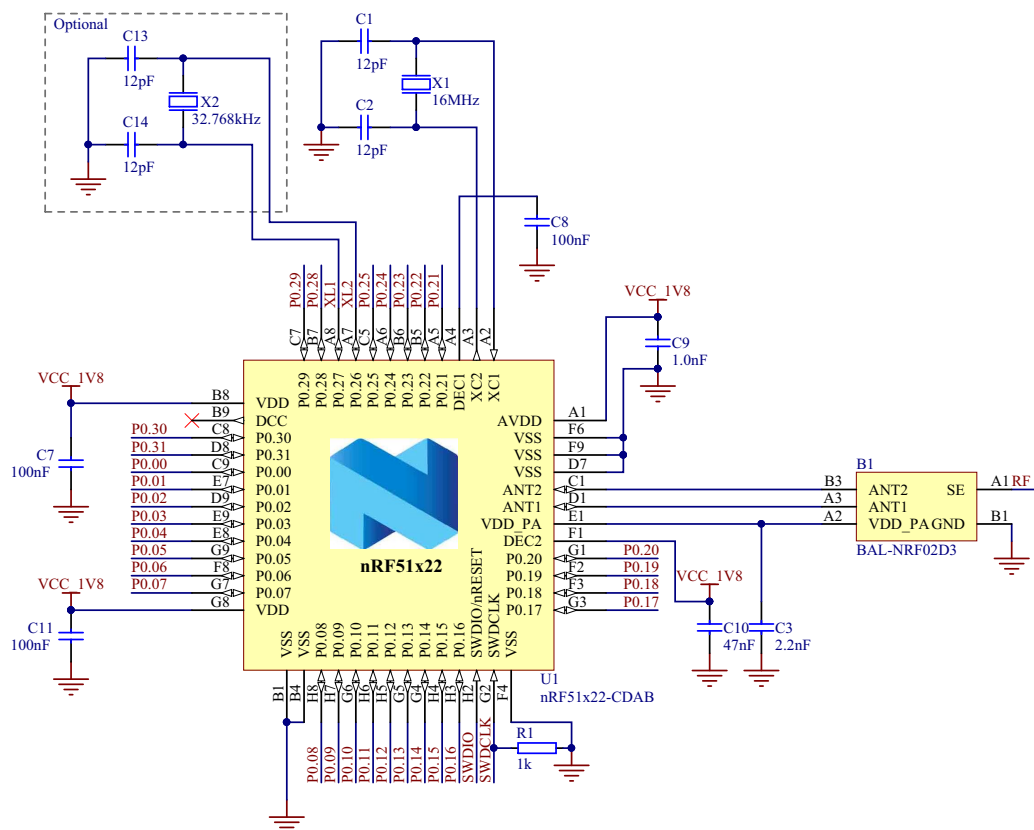 Optional
C13
12pF
X2
32.768kHz
C14
12pF
C1
12pF
X1
16MHz
C2
12pF
C8
100nF
P0.29
P0.28
XL1
XL2
P0.25
P0.24
P0.23
P0.22
P0.21
C7
B7
A8
A7
C5
A6
B6
B5
A5
A4
A3
A2
P0.29
P0.28
P0.27
P0.26
P0.25
P0.24
P0.23
P0.22
P0.21
DEC1
XC2
XC1
VCC_1V8
C9
1.0nF
VCC_1V8
C7
100nF
B8 VDD
B9 DCC
P0.30 C8 P0.30
P0.31 D8 P0.31
P0.00 C9 P0.00
P0.01 E7 P0.01
P0.02 D9 P0.02
P0.03 E9 P0.03
P0.04 E8 P0.04
P0.05 G9 P0.05
P0.06 F8 P0.06
P0.07 G7 P0.07
G8 VDD
VCC_1V8
C11
100nF
nRF51x22
AVDD A1
VSS F6
VSS F9
VSS D7
ANT2 C1
ANT1 D1
VDD_PA E1
DEC2 F1
P0.20 G1 P0.20
P0.19 F2 P0.19
P0.18 F3 P0.18
P0.17 G3 P0.17
B1
B3 ANT2 SE A1 RF
A3 ANT1
A2 VDD_PA GND B1
BAL-NRF02D3
VCC_1V8
C10
47nF
C3
2.2nF
VSS
VSS
P0.08
P0.09
P0.10
P0.11
P0.12
P0.13
P0.14
P0.15
P0.16
SWDIO/nRESET
SWDCLK
VSS
U1
nRF51x22-CDAB
B1
B4
H8
H7
G6
H6
H5
G5
G4
H4
H3
H2
G2
F4
P0.08
P0.09
P0.10
P0.11
P0.12
P0.13
P0.14
P0.15
P0.16
SWDIO
SWDCLK
R1
1k